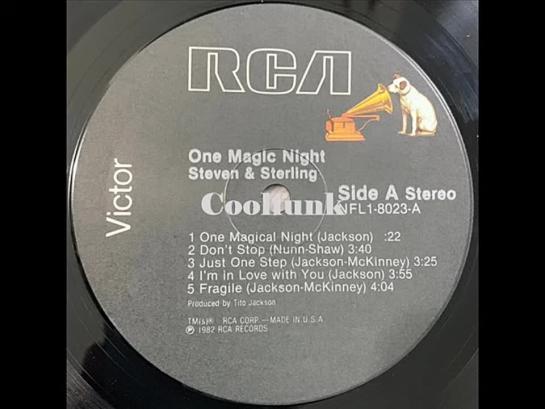 RCA
Victor
One Magic Night
Steven & Sterling
Side A Stereo
Coolfunk
NFL1-8023-A
1 One Magical Night (Jackson) :22
2 Don't Stop (Nunn-Shaw) 3:40
3 Just One Step (Jackson-McKinney) 3:25
4 I'm in Love with You (Jackson) 3:55
5 Fragile (Jackson-McKinney) 4:04
Produced by Tito Jackson
TM(s)® RCA CORP.—MADE IN U.S.A
℗ 1982 RCA RECORDS